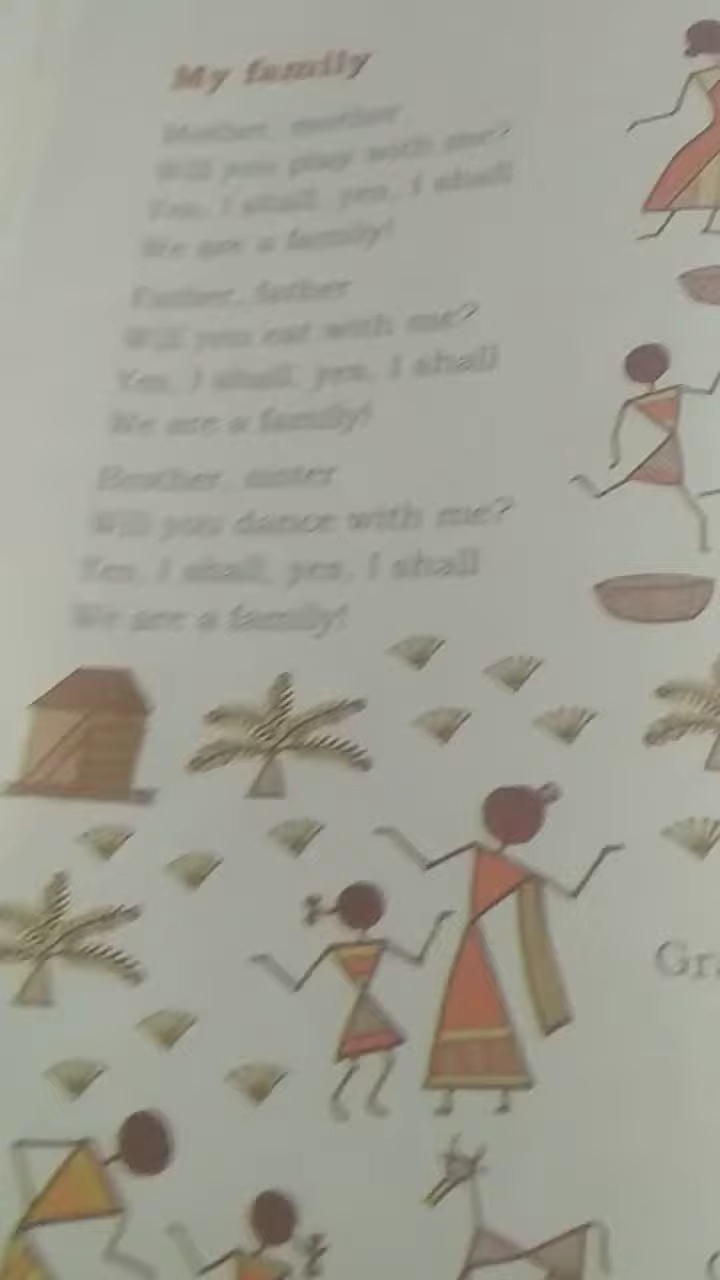 My family
Mother, mother
Will you play with me?
Yes, I shall, yes, I shall
We are a family!
Father, father
Will you eat with me?
Yes, I shall, yes, I shall
We are a family!
Brother, sister
Will you dance with me?
Yes, I shall, yes, I shall
We are a family!
Gra